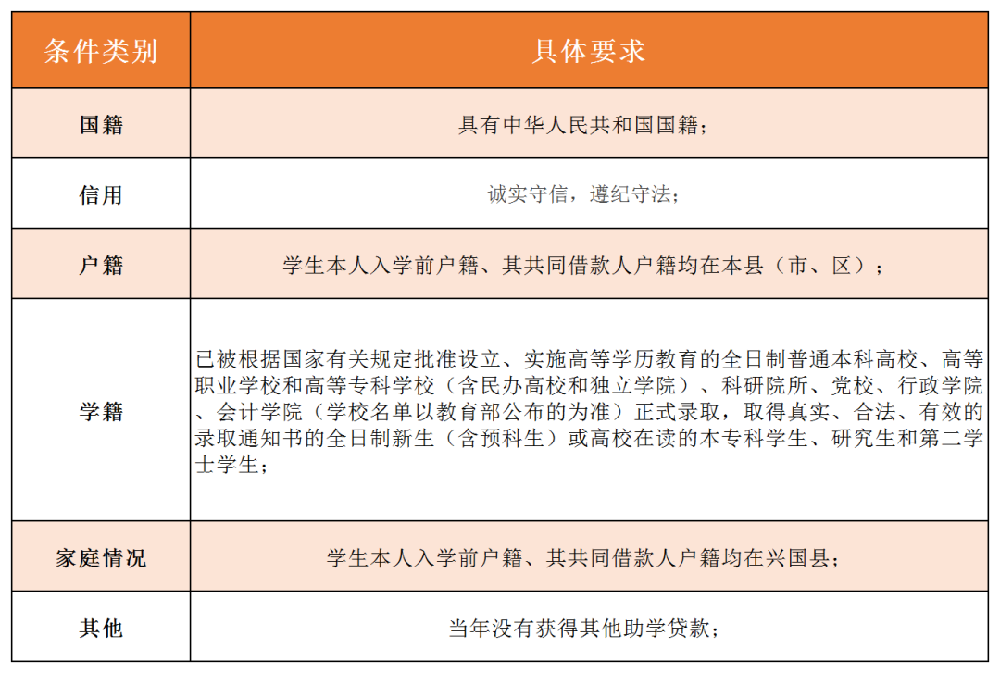 条件类别
具体要求
国籍
具有中华人民共和国国籍；
信用
诚实守信，遵纪守法；
户籍
学生本人入学前户籍、其共同借款人户籍均在本县（市、区）；
学籍
已被根据国家有关规定批准设立、实施高等学历教育的全日制普通本科高校、高等
职业学校和高等专科学校（含民办高校和独立学院）、科研院所、党校、行政学院
、会计学院（学校名单以教育部公布的为准）正式录取，取得真实、合法、有效的
录取通知书的全日制新生（含预科生）或高校在读的本专科学生、研究生和第二学
士学生；
家庭情况
学生本人入学前户籍、其共同借款人户籍均在兴国县；
其他
当年没有获得其他助学贷款；